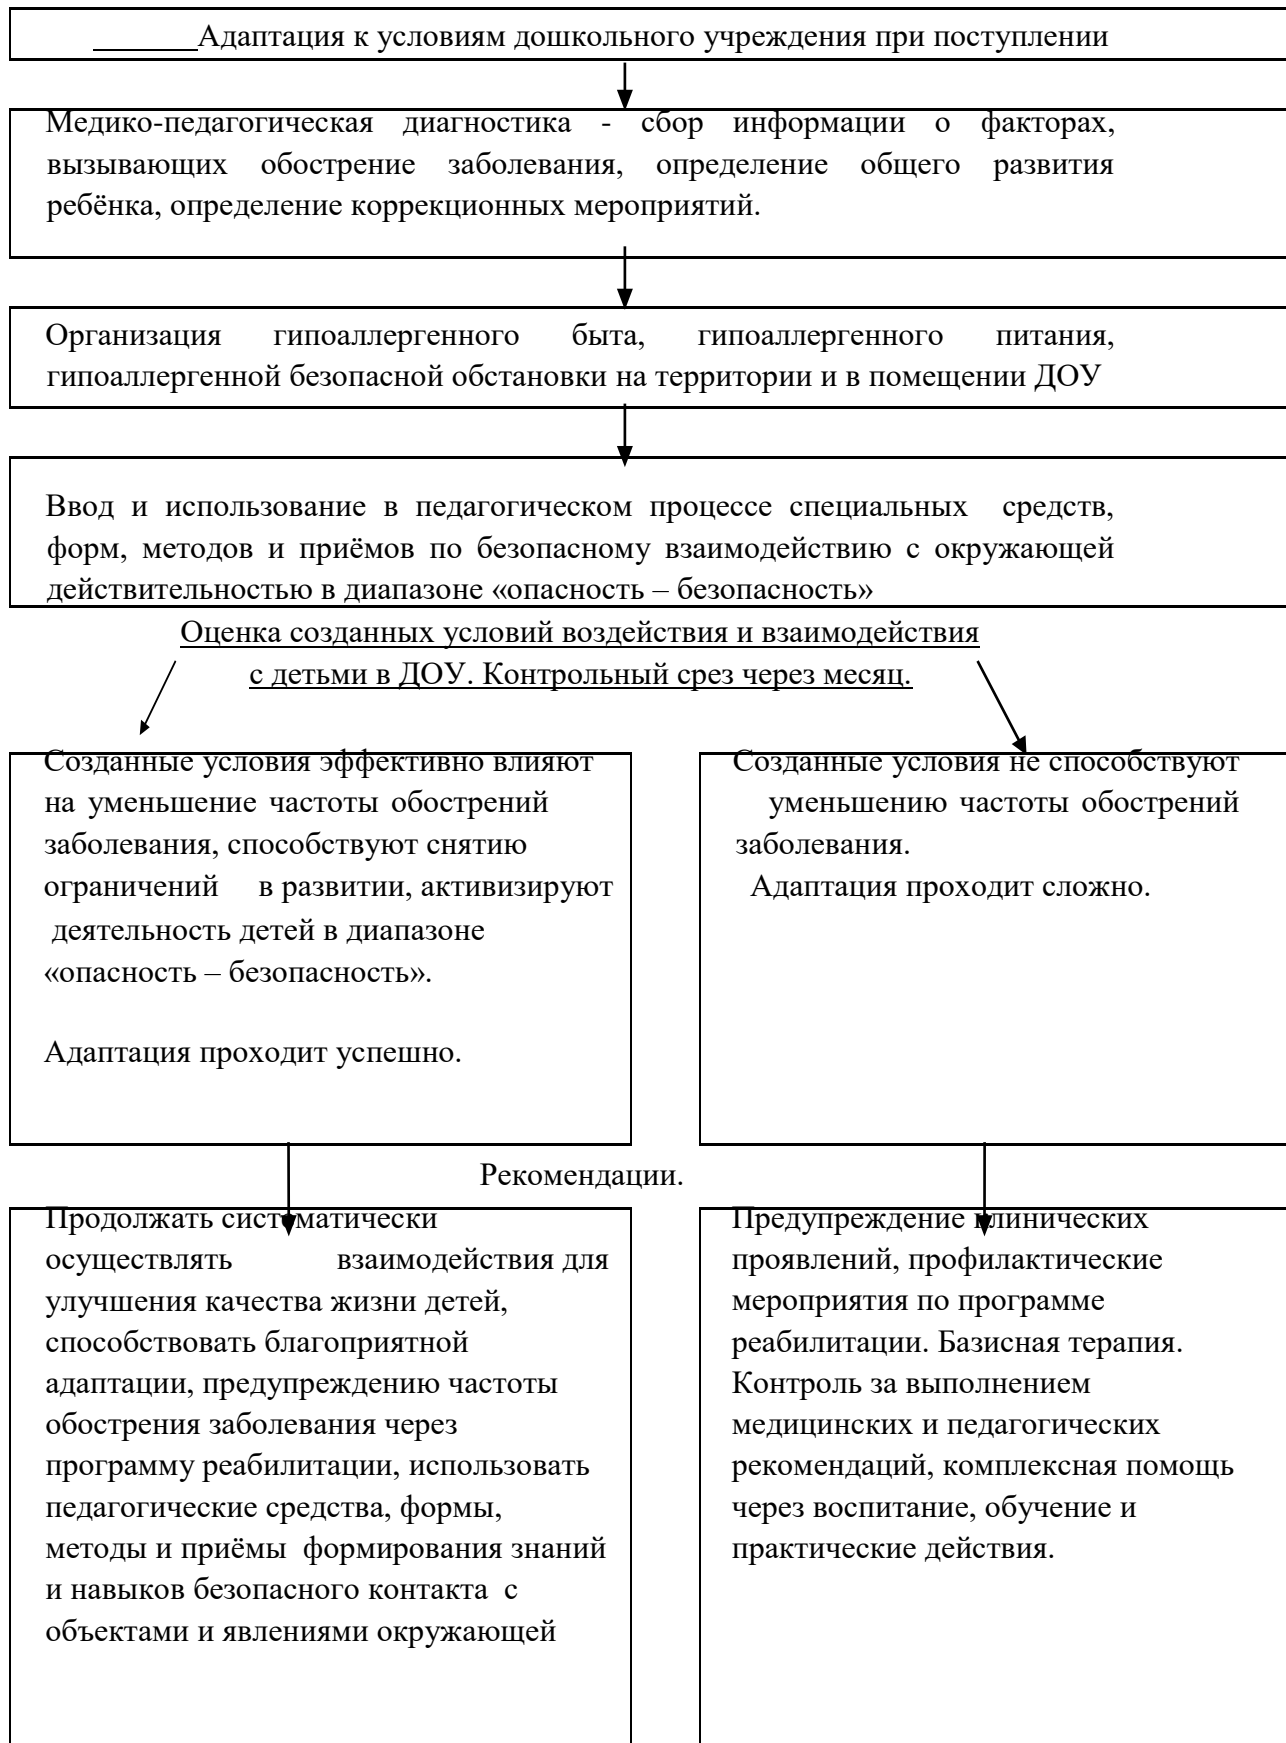 ______Адаптация к условиям дошкольного учреждения при поступлении
Медико-педагогическая диагностика - сбор информации о факторах,
вызывающих обострение заболевания, определение общего развития
ребёнка, определение коррекционных мероприятий.
Организация гипоаллергенного быта, гипоаллергенного питания,
гипоаллергенной безопасной обстановки на территории и в помещении ДОУ
Ввод и использование в педагогическом процессе специальных средств,
форм, методов и приёмов по безопасному взаимодействию с окружающей
действительностью в диапазоне «опасность – безопасность»
Оценка созданных условий воздействия и взаимодействия
с детьми в ДОУ. Контрольный срез через месяц.
Созданные условия эффективно влияют
на уменьшение частоты обострений
заболевания, способствуют снятию
ограничений в развитии, активизируют
деятельность детей в диапазоне
«опасность – безопасность».
Адаптация проходит успешно.
Созданные условия не способствуют
уменьшению частоты обострений
заболевания.
Адаптация проходит сложно.
Рекомендации.
Продолжать систематически
осуществлять взаимодействия для
улучшения качества жизни детей,
способствовать благоприятной
адаптации, предупреждению частоты
обострения заболевания через
программу реабилитации, использовать
педагогические средства, формы,
методы и приёмы формирования знаний
и навыков безопасного контакта с
объектами и явлениями окружающей
Предупреждение клинических
проявлений, профилактические
мероприятия по программе
реабилитации. Базисная терапия.
Контроль за выполнением
медицинских и педагогических
рекомендаций, комплексная помощь
через воспитание, обучение и
практические действия.